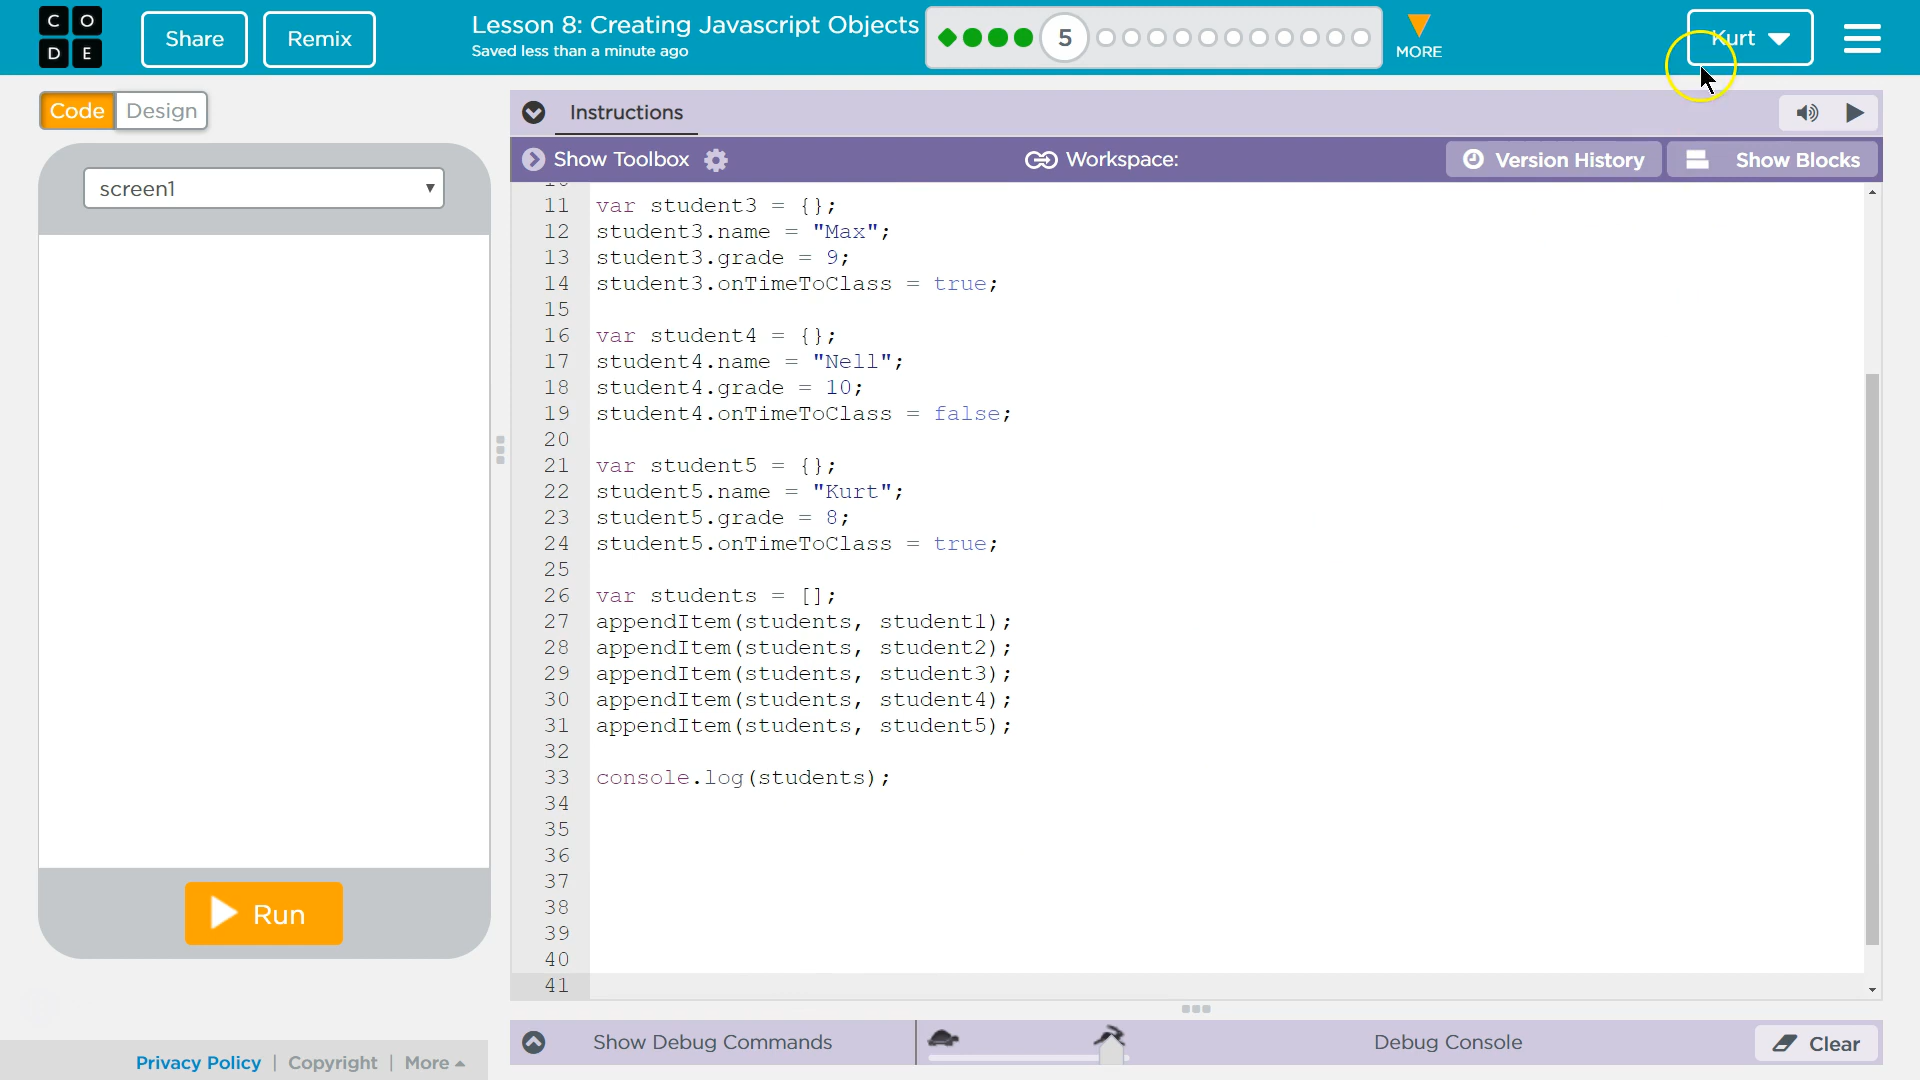 CODE
Share
Remix
Lesson 8: Creating Javascript Objects
Saved less than a minute ago
5
MORE
Kurt
Code
Design
Instructions
screen1
Show Toolbox
Workspace:
Version History
Show Blocks
11 var student3 = {};
12 student3.name = "Max";
13 student3.grade = 9;
14 student3.onTimeToClass = true;
15
16 var student4 = {};
17 student4.name = "Nell";
18 student4.grade = 10;
19 student4.onTimeToClass = false;
20
21 var student5 = {};
22 student5.name = "Kurt";
23 student5.grade = 8;
24 student5.onTimeToClass = true;
25
26 var students = [];
27 appendItem(students, student1);
28 appendItem(students, student2);
29 appendItem(students, student3);
30 appendItem(students, student4);
31 appendItem(students, student5);
32
33 console.log(students);
34
35
36
37
38
39
40
41
Run
Show Debug Commands
Debug Console
Clear
Privacy Policy | Copyright | More